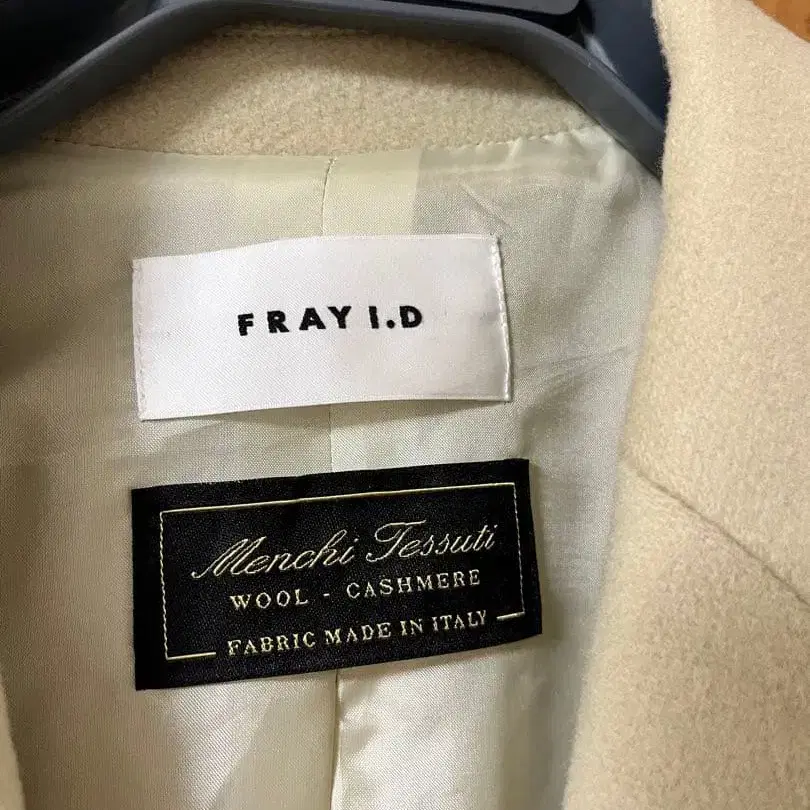 FRAY I.D
Menchi Tessuti
WOOL - CASHMERE
FABRIC MADE IN ITALY